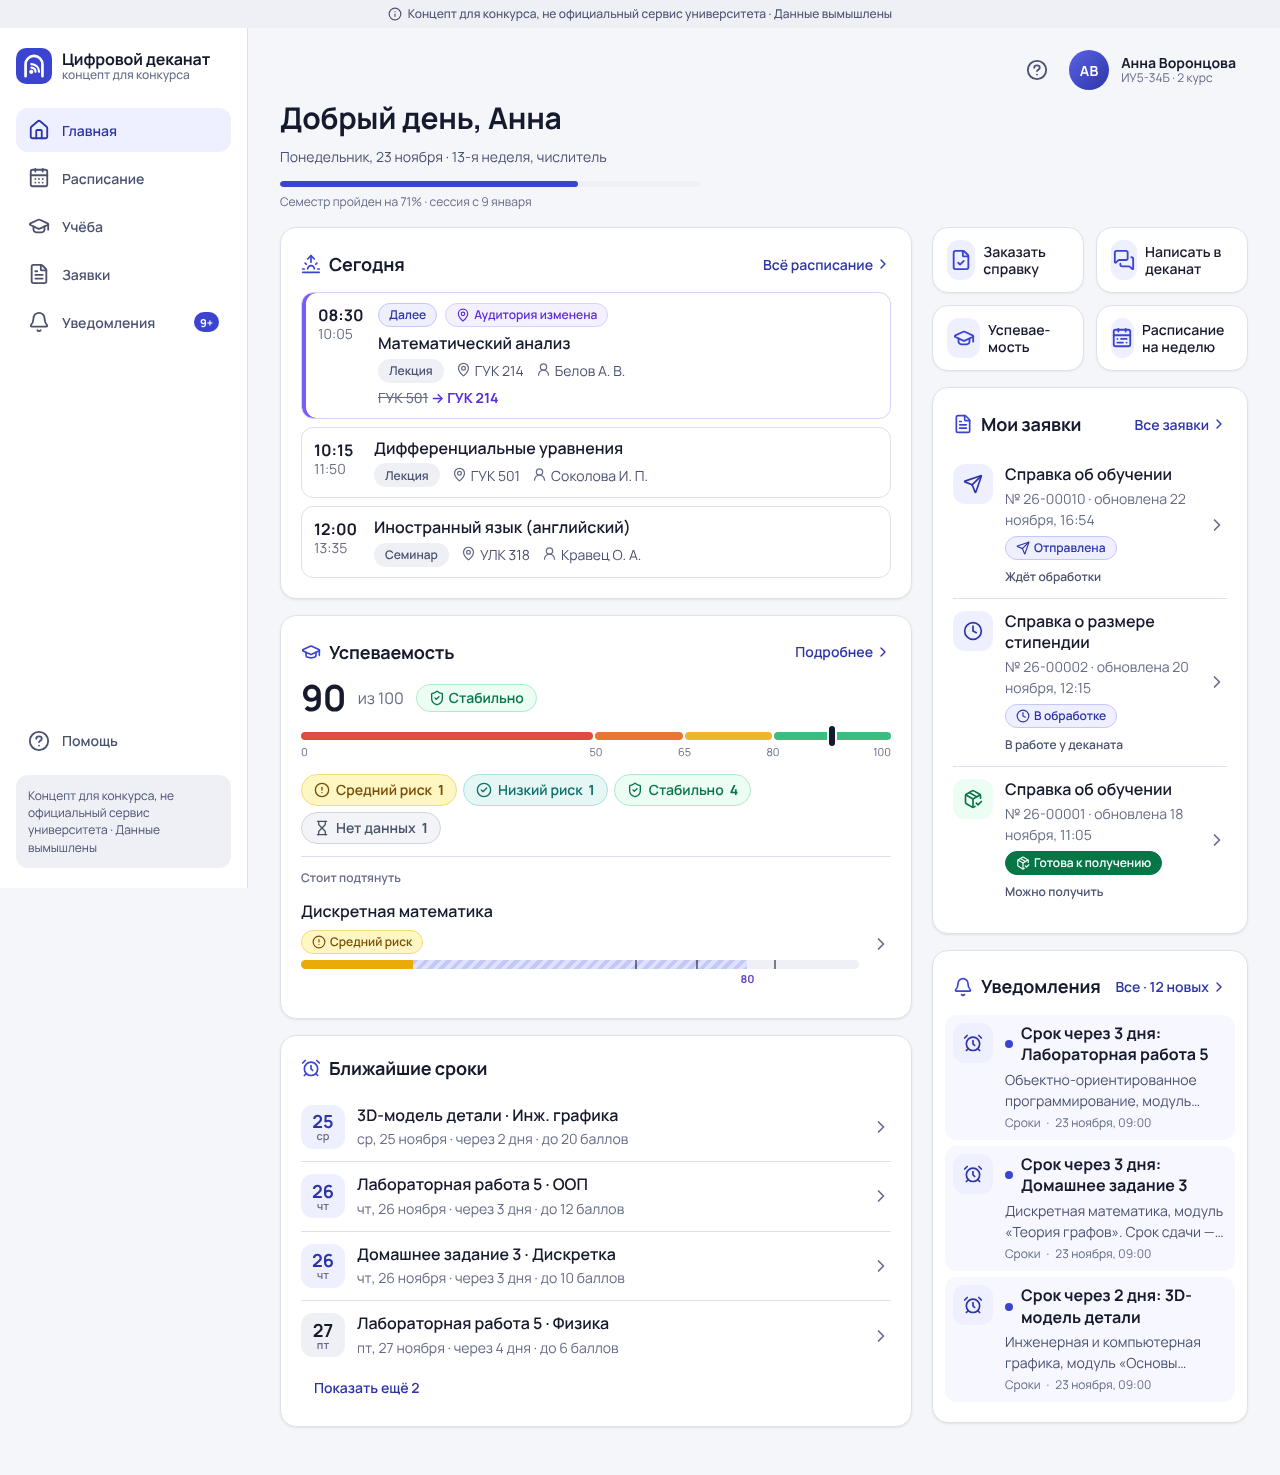 Концепт для конкурса, не официальный сервис университета · Данные вымышлены
Цифровой деканат
концепт для конкурса
Главная
Расписание
Учёба
Заявки
Уведомления
9+
Помощь
Концепт для конкурса, не
официальный сервис
университета · Данные
вымышлены
АВ
Анна Воронцова
ИУ5-34Б · 2 курс
Добрый день, Анна
Понедельник, 23 ноября · 13-я неделя, числитель
Семестр пройден на 71% · сессия с 9 января
Сегодня
Всё расписание
08:30
10:05
Далее
Аудитория изменена
Математический анализ
Лекция
ГУК 214
Белов А. В.
ГУК 501 → ГУК 214
10:15
11:50
Дифференциальные уравнения
Лекция
ГУК 501
Соколова И. П.
12:00
13:35
Иностранный язык (английский)
Семинар
УЛК 318
Кравец О. А.
Успеваемость
Подробнее
90 из 100
Стабильно
0 50 65 80 100
Средний риск 1
Низкий риск 1
Стабильно 4
Нет данных 1
Стоит подтянуть
Дискретная математика
Средний риск
80
Ближайшие сроки
25
ср
3D-модель детали · Инж. графика
ср, 25 ноября · через 2 дня · до 20 баллов
26
чт
Лабораторная работа 5 · ООП
чт, 26 ноября · через 3 дня · до 12 баллов
26
чт
Домашнее задание 3 · Дискретка
чт, 26 ноября · через 3 дня · до 10 баллов
27
пт
Лабораторная работа 5 · Физика
пт, 27 ноября · через 4 дня · до 6 баллов
Показать ещё 2
Заказать
справку
Написать в
деканат
Успевае-
мость
Расписание
на неделю
Мои заявки
Все заявки
Справка об обучении
№ 26-00010 · обновлена 22
ноября, 16:54
Отправлена
Ждёт обработки
Справка о размере
стипендии
№ 26-00002 · обновлена 20
ноября, 12:15
В обработке
В работе у деканата
Справка об обучении
№ 26-00001 · обновлена 18
ноября, 11:05
Готова к получению
Можно получить
Уведомления
Все · 12 новых
Срок через 3 дня:
Лабораторная работа 5
Объектно-ориентированное
программирование, модуль…
Сроки · 23 ноября, 09:00
Срок через 3 дня:
Домашнее задание 3
Дискретная математика, модуль
«Теория графов». Срок сдачи —…
Сроки · 23 ноября, 09:00
Срок через 2 дня: 3D-
модель детали
Инженерная и компьютерная
графика, модуль «Основы…
Сроки · 23 ноября, 09:00